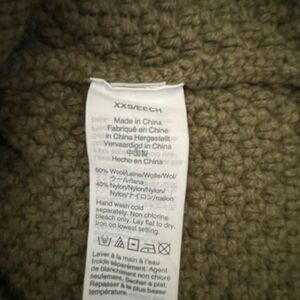 XXS/EECH
Made in China
Fabriqué en Chine
in China Hergestellt
Vervaardigd in China
中国製
Hecho en China
60% Wool/Laine/Wolle/Wol/
ウール/lana
40% Nylon/Nylon/Nylon/
Nylon/ナイロン/nailon
Hand wash cold
separately. Non chlorine
bleach only. Lay flat to dry.
Iron on lowest setting.
Laver à la main à l'eau
froide séparément. Agent
de blanchiment non chloré
seulement. Sécher à plat
Repasser à la plus basse
température.